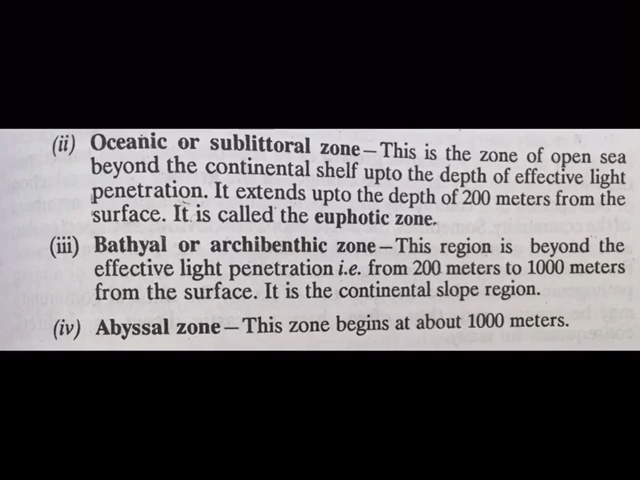 (ii) Oceanic or sublittoral zone–This is the zone of open sea
beyond the continental shelf upto the depth of effective light
penetration. It extends upto the depth of 200 meters from the
surface. It is called the euphotic zone.
(iii) Bathyal or archibenthic zone–This region is beyond the
effective light penetration i.e. from 200 meters to 1000 meters
from the surface. It is the continental slope region.
(iv) Abyssal zone–This zone begins at about 1000 meters.